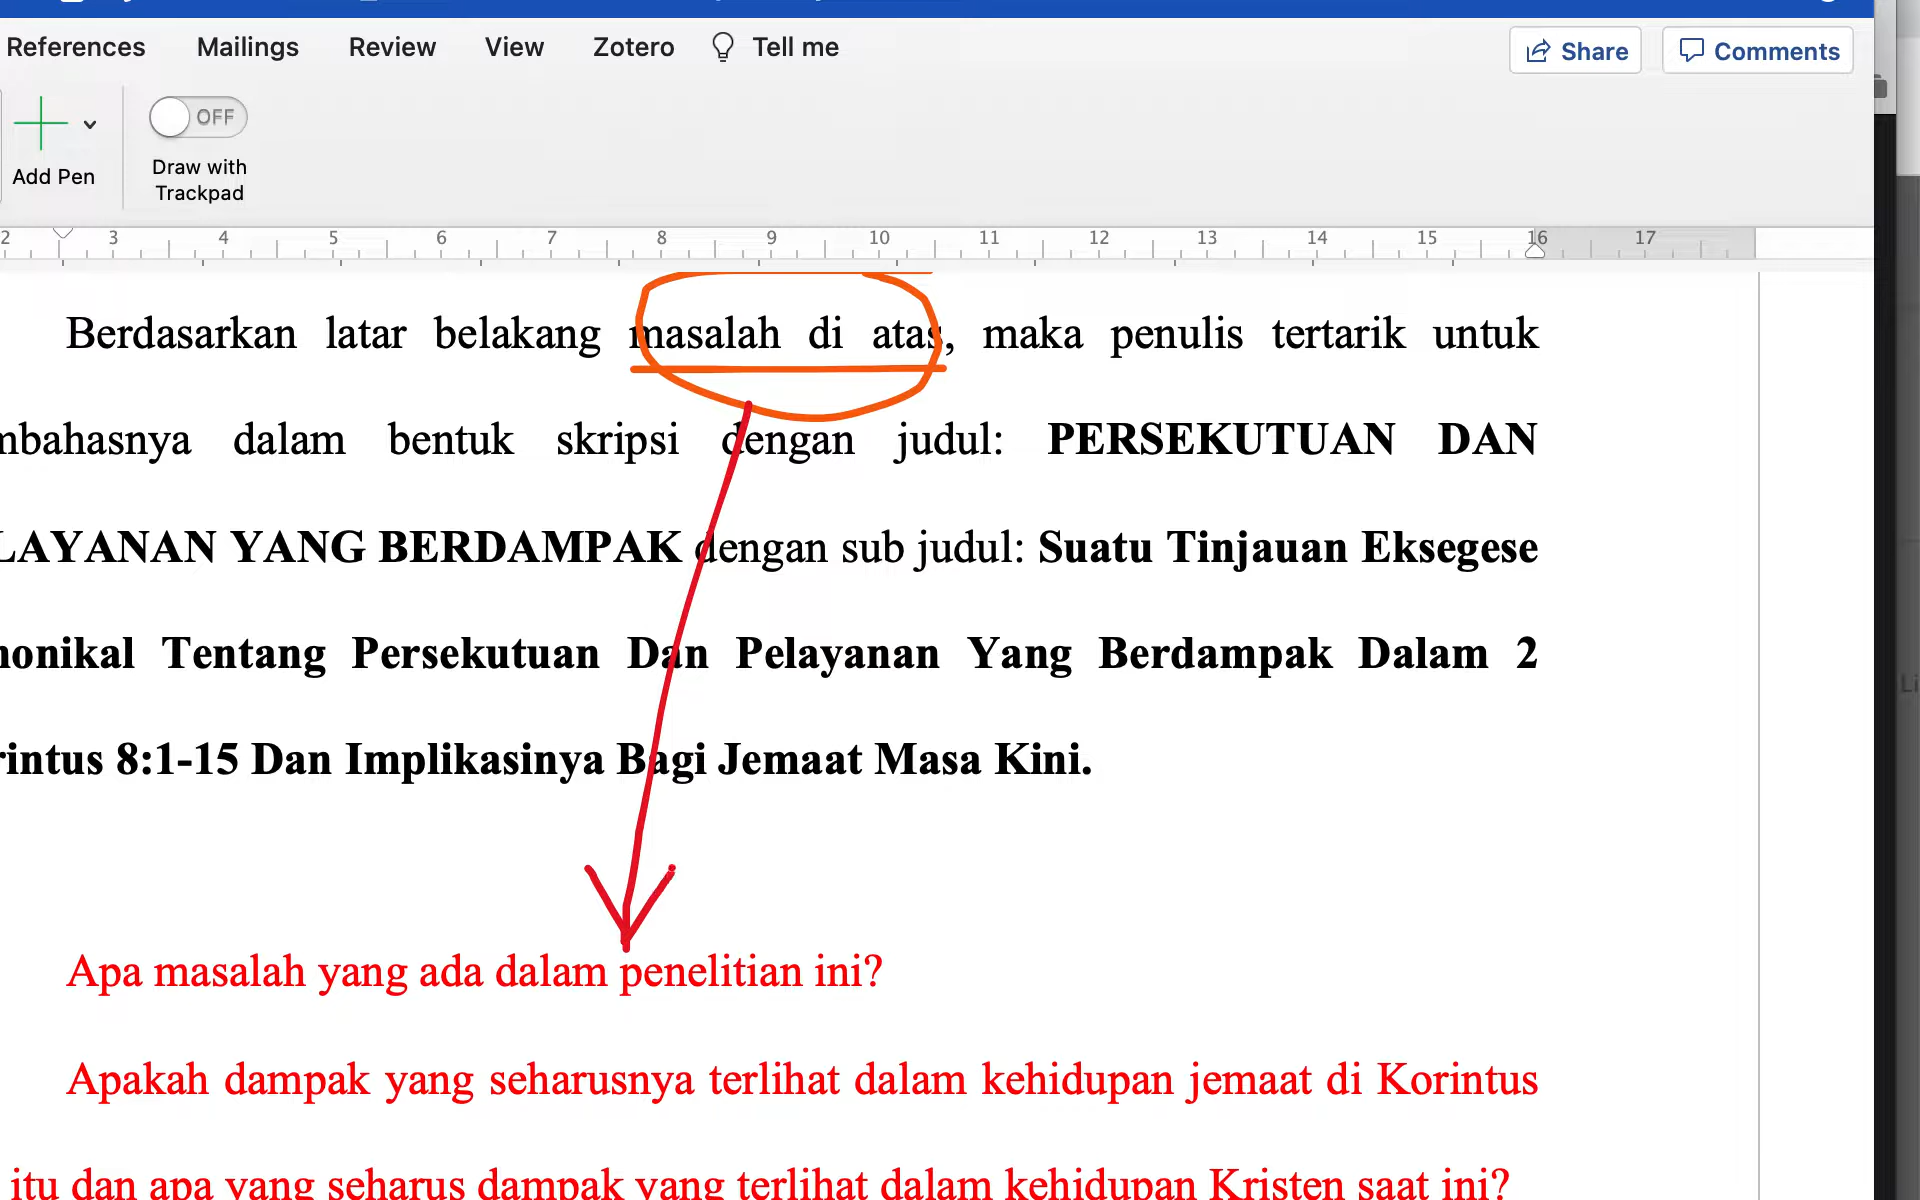 References Mailings Review View Zotero Tell me Share Comments
OFF
Add Pen Draw with
Trackpad
2 3 4 5 6 7 8 9 10 11 12 13 14 15 16 17
Berdasarkan latar belakang masalah di atas, maka penulis tertarik untuk
mbahasnya dalam bentuk skripsi dengan judul: PERSEKUTUAN DAN
LAYANAN YANG BERDAMPAK dengan sub judul: Suatu Tinjauan Eksegese
nonikal Tentang Persekutuan Dan Pelayanan Yang Berdampak Dalam 2
rintus 8:1-15 Dan Implikasinya Bagi Jemaat Masa Kini.
Apa masalah yang ada dalam penelitian ini?
Apakah dampak yang seharusnya terlihat dalam kehidupan jemaat di Korintus
itu dan apa yang seharus dampak yang terlihat dalam kehidupan Kristen saat ini?
Li